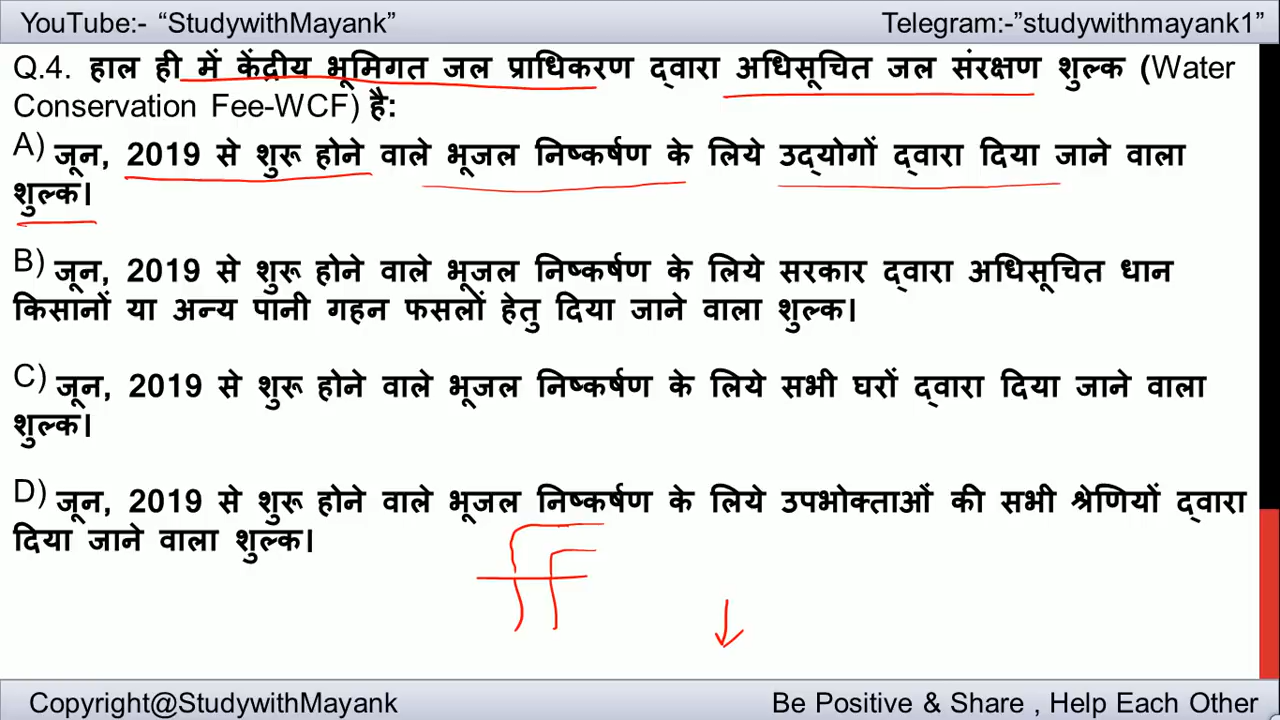 YouTube:- “StudywithMayank”
Telegram:-”studywithmayank1”
Q.4. हाल ही में केंद्रीय भूमिगत जल प्राधिकरण द्वारा अधिसूचित जल संरक्षण शुल्क (Water
Conservation Fee-WCF) है:
A) जून, 2019 से शुरू होने वाले भूजल निष्कर्षण के लिये उद्योगों द्वारा दिया जाने वाला
शुल्क।
B) जून, 2019 से शुरू होने वाले भूजल निष्कर्षण के लिये सरकार द्वारा अधिसूचित धान
किसानों या अन्य पानी गहन फसलों हेतु दिया जाने वाला शुल्क।
C) जून, 2019 से शुरू होने वाले भूजल निष्कर्षण के लिये सभी घरों द्वारा दिया जाने वाला
शुल्क।
D) जून, 2019 से शुरू होने वाले भूजल निष्कर्षण के लिये उपभोक्ताओं की सभी श्रेणियों द्वारा
दिया जाने वाला शुल्क।
Copyright@StudywithMayank
Be Positive & Share , Help Each Other